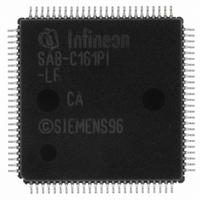 Infineon
SAB-C161PI
-LF
CA
©SIEMENS96